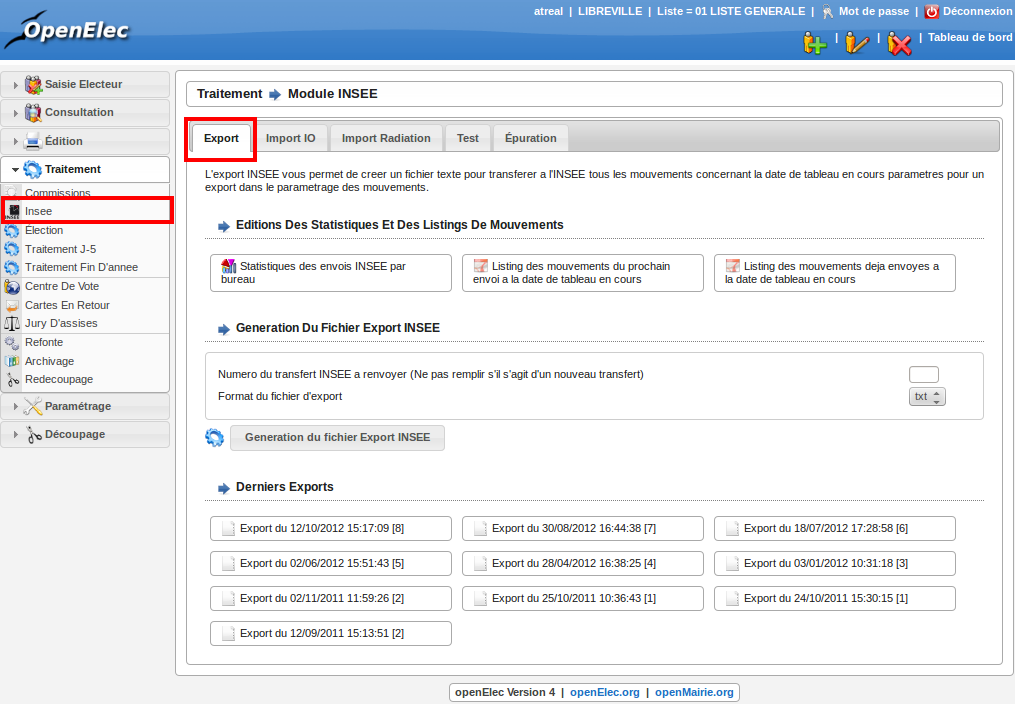 OpenElec
atreal | LIBREVILLE | Liste = 01 LISTE GENERALE | Mot de passe | Déconnexion
| | | Tableau de bord
Saisie Electeur
Consultation
Édition
Traitement
Commissions
Insee
Élection
Traitement J-5
Traitement Fin D'annee
Centre De Vote
Cartes En Retour
Jury D'assises
Refonte
Archivage
Redecoupage
Paramétrage
Découpage
Traitement Module INSEE
Export Import IO Import Radiation Test Épuration
L'export INSEE vous permet de creer un fichier texte pour transferer a l'INSEE tous les mouvements concernant la date de tableau en cours parametres pour un
export dans le parametrage des mouvements.
Editions Des Statistiques Et Des Listings De Mouvements
Statistiques des envois INSEE par
bureau
Listing des mouvements du prochain
envoi a la date de tableau en cours
Listing des mouvements deja envoyes a
la date de tableau en cours
Generation Du Fichier Export INSEE
Numero du transfert INSEE a renvoyer (Ne pas remplir s'il s'agit d'un nouveau transfert)
Format du fichier d'export txt
Generation du fichier Export INSEE
Derniers Exports
Export du 12/10/2012 15:17:09 [8] Export du 30/08/2012 16:44:38 [7] Export du 18/07/2012 17:28:58 [6]
Export du 02/06/2012 15:51:43 [5] Export du 28/04/2012 16:38:25 [4] Export du 03/01/2012 10:31:18 [3]
Export du 02/11/2011 11:59:26 [2] Export du 25/10/2011 10:36:43 [1] Export du 24/10/2011 15:30:15 [1]
Export du 12/09/2011 15:13:51 [2]
openElec Version 4 | openElec.org | openMairie.org